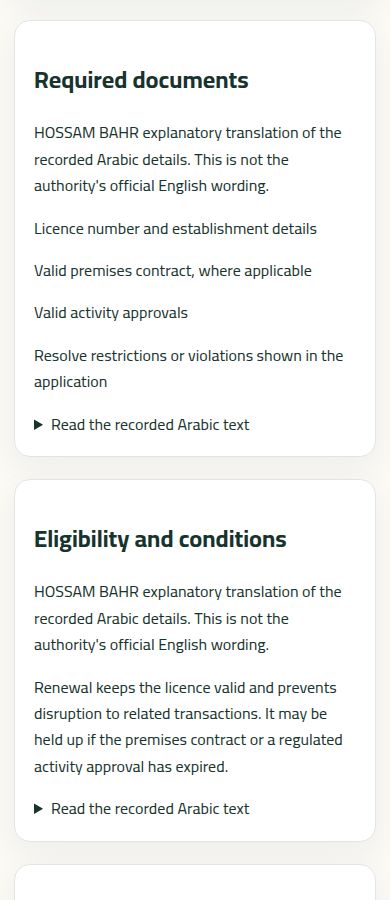 Required documents
HOSSAM BAHR explanatory translation of the
recorded Arabic details. This is not the
authority's official English wording.
Licence number and establishment details
Valid premises contract, where applicable
Valid activity approvals
Resolve restrictions or violations shown in the
application
Read the recorded Arabic text
Eligibility and conditions
HOSSAM BAHR explanatory translation of the
recorded Arabic details. This is not the
authority's official English wording.
Renewal keeps the licence valid and prevents
disruption to related transactions. It may be
held up if the premises contract or a regulated
activity approval has expired.
Read the recorded Arabic text